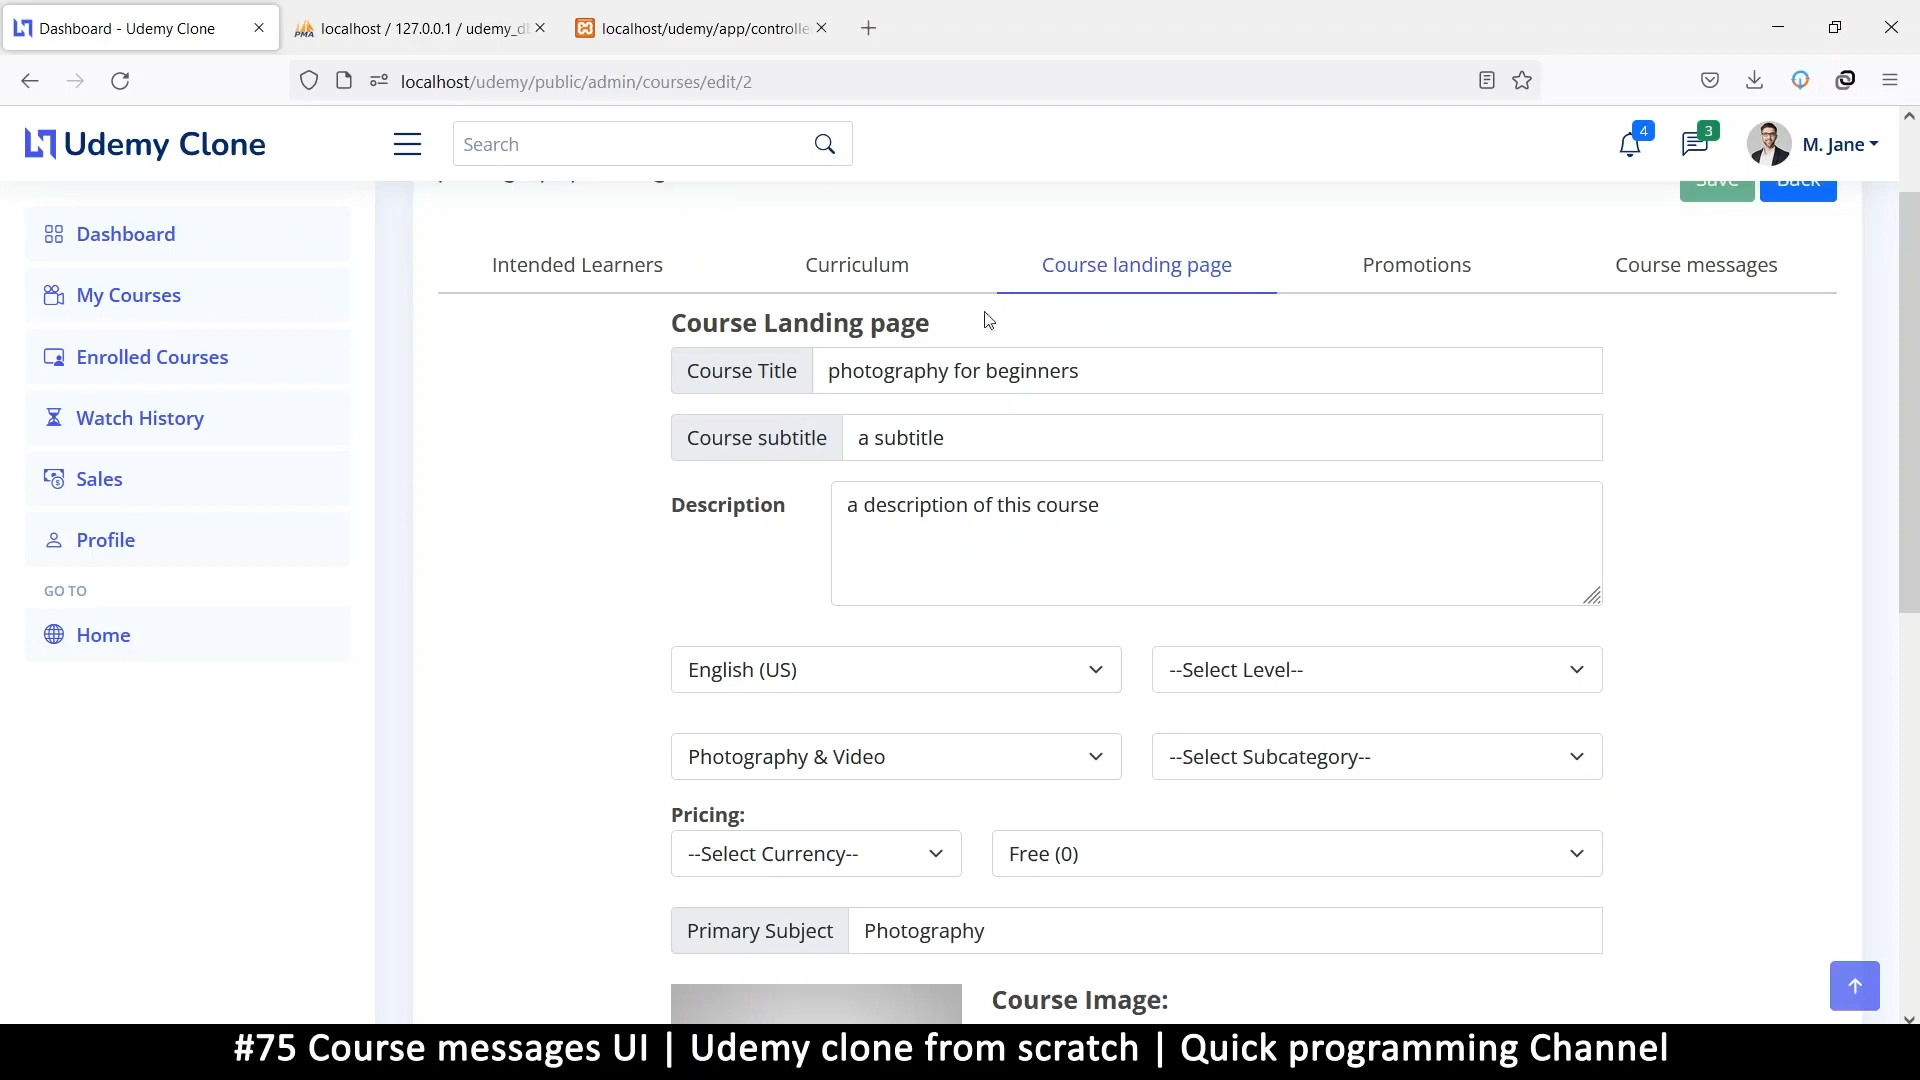 Dashboard - Udemy Clone
localhost / 127.0.0.1 / udemy_d
localhost/udemy/app/controlle
localhost/udemy/public/admin/courses/edit/2
Udemy Clone
Search
4
3
M. Jane
Save
Back
Dashboard
My Courses
Enrolled Courses
Watch History
Sales
Profile
GO TO
Home
Intended Learners
Curriculum
Course landing page
Promotions
Course messages
Course Landing page
Course Title
photography for beginners
Course subtitle
a subtitle
Description
a description of this course
English (US)
--Select Level--
Photography & Video
--Select Subcategory--
Pricing:
--Select Currency--
Free (0)
Primary Subject
Photography
Course Image:
#75 Course messages UI | Udemy clone from scratch | Quick programming Channel